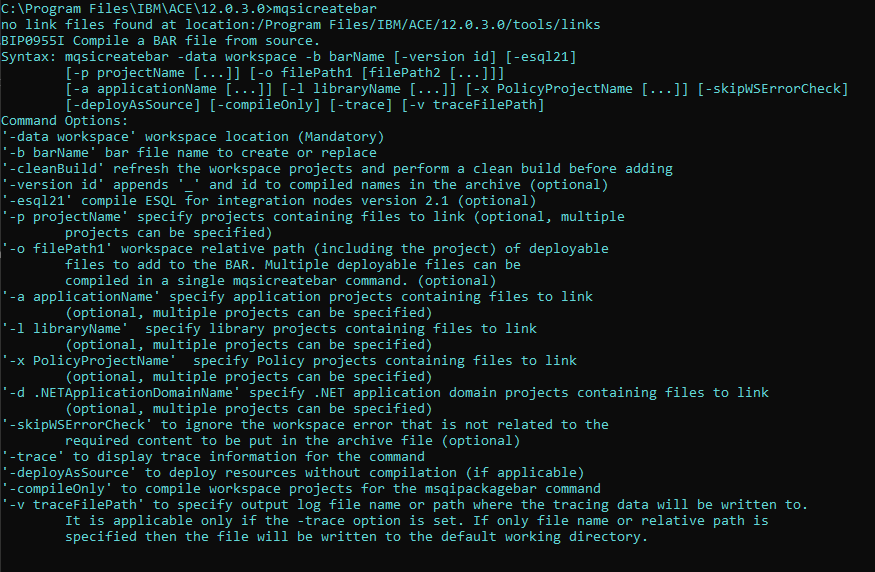 C:\Program Files\IBM\ACE\12.0.3.0>mqsicreatebar
no link files found at location:/Program Files/IBM/ACE/12.0.3.0/tools/links
BIP0955I Compile a BAR file from source.
Syntax: mqsicreatebar -data workspace -b barName [-version id] [-esql21]
        [-p projectName [...]] [-o filePath1 [filePath2 [...]]]
        [-a applicationName [...]] [-l libraryName [...]] [-x PolicyProjectName [...]] [-skipWSErrorCheck]
        [-deployAsSource] [-compileOnly] [-trace] [-v traceFilePath]
Command Options:
'-data workspace' workspace location (Mandatory)
'-b barName' bar file name to create or replace
'-cleanBuild' refresh the workspace projects and perform a clean build before adding
'-version id' appends '_' and id to compiled names in the archive (optional)
'-esql21' compile ESQL for integration nodes version 2.1 (optional)
'-p projectName' specify projects containing files to link (optional, multiple
        projects can be specified)
'-o filePath1' workspace relative path (including the project) of deployable
        files to add to the BAR. Multiple deployable files can be
        compiled in a single mqsicreatebar command. (optional)
'-a applicationName' specify application projects containing files to link
        (optional, multiple projects can be specified)
'-l libraryName'  specify library projects containing files to link
        (optional, multiple projects can be specified)
'-x PolicyProjectName'  specify Policy projects containing files to link
        (optional, multiple projects can be specified)
'-d .NETApplicationDomainName' specify .NET application domain projects containing files to link
        (optional, multiple projects can be specified)
'-skipWSErrorCheck' to ignore the workspace error that is not related to the
        required content to be put in the archive file (optional)
'-trace' to display trace information for the command
'-deployAsSource' to deploy resources without compilation (if applicable)
'-compileOnly' to compile workspace projects for the msqipackagebar command
'-v traceFilePath' to specify output log file name or path where the tracing data will be written to.
        It is applicable only if the -trace option is set. If only file name or relative path is
        specified then the file will be written to the default working directory.